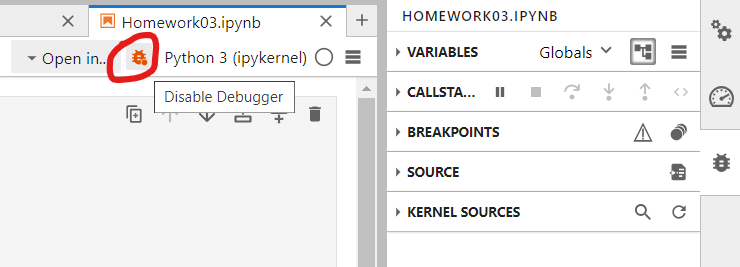 Homework03.ipynb
Open in...
Python 3 (ipykernel)
Disable Debugger
HOMEWORK03.IPYNB
VARIABLES
Globals
CALLSTA...
BREAKPOINTS
SOURCE
KERNEL SOURCES